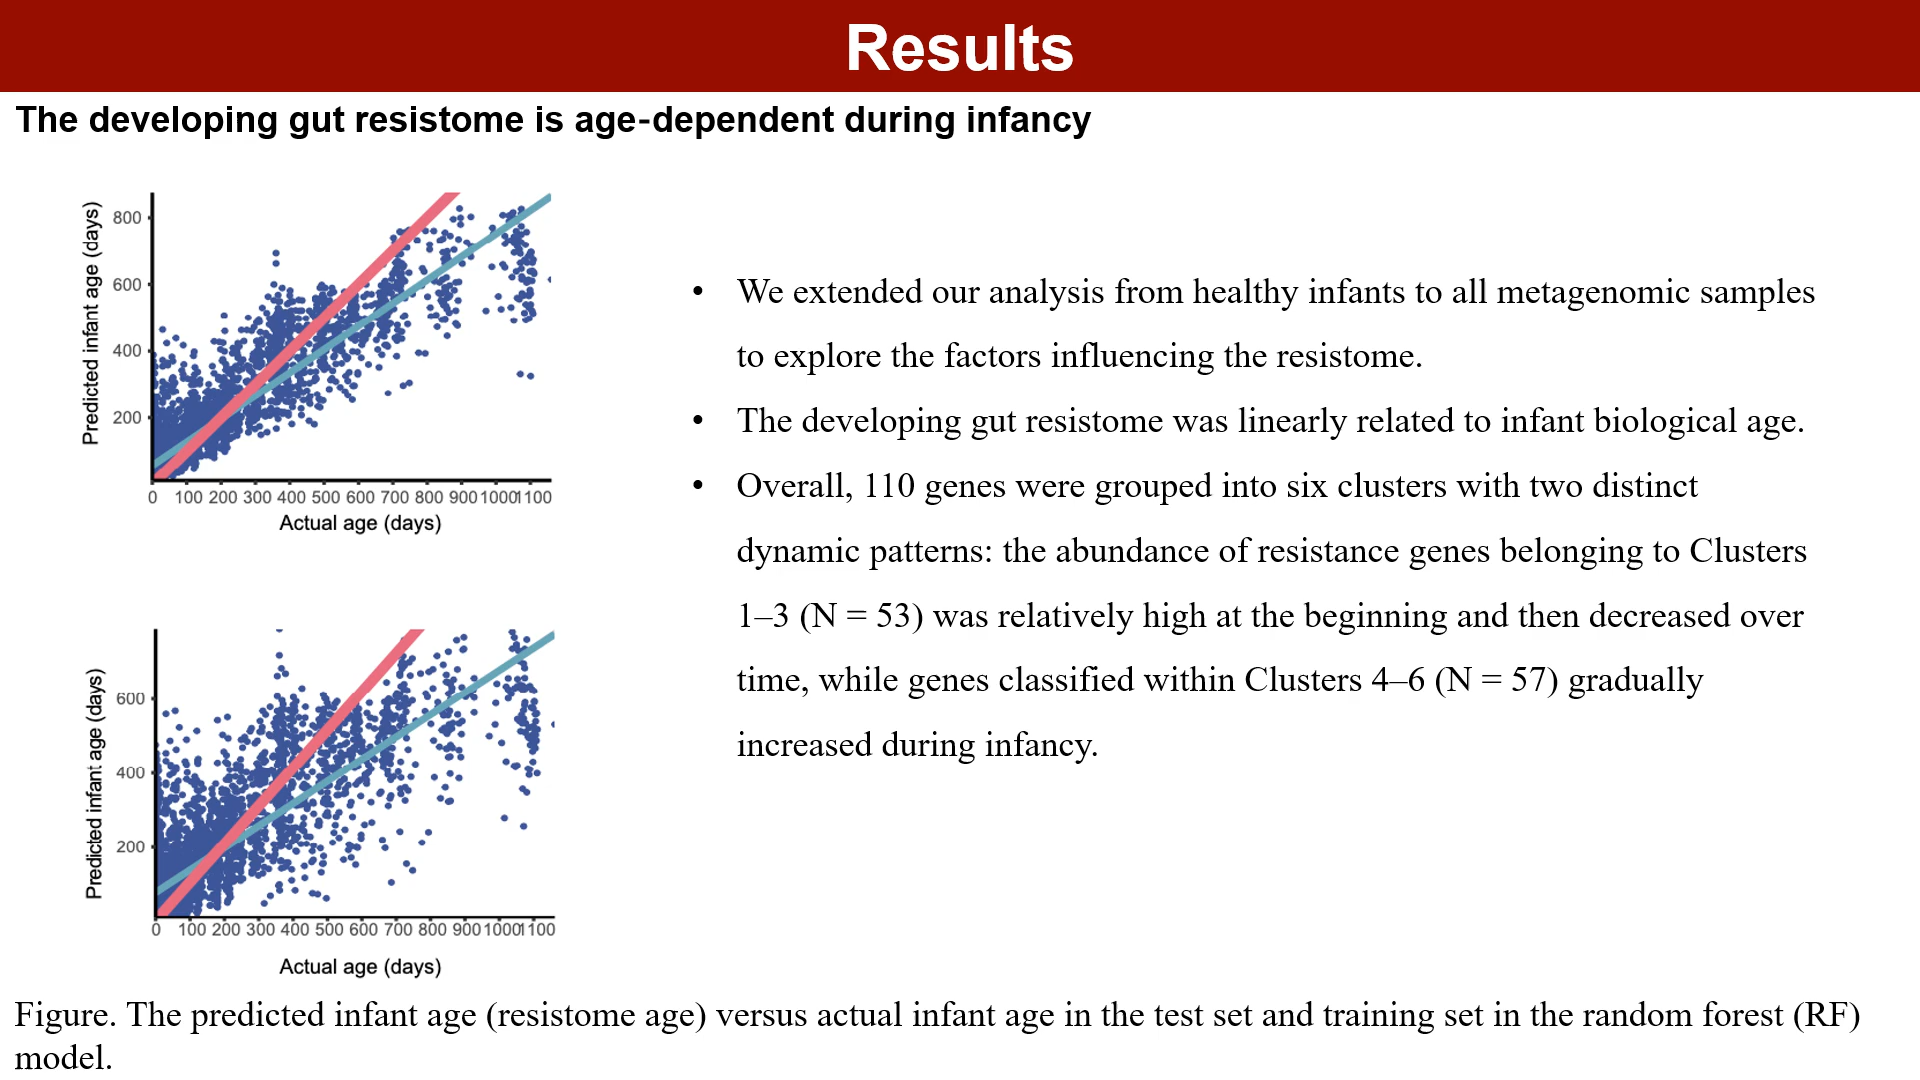 Results
The developing gut resistome is age-dependent during infancy
Predicted infant age (days)
800
600
400
200
0 100 200 300 400 500 600 700 800 900 1000 1100
Actual age (days)
Predicted infant age (days)
600
400
200
0 100 200 300 400 500 600 700 800 900 1000 1100
Actual age (days)
• We extended our analysis from healthy infants to all metagenomic samples
to explore the factors influencing the resistome.
• The developing gut resistome was linearly related to infant biological age.
• Overall, 110 genes were grouped into six clusters with two distinct
dynamic patterns: the abundance of resistance genes belonging to Clusters
1–3 (N = 53) was relatively high at the beginning and then decreased over
time, while genes classified within Clusters 4–6 (N = 57) gradually
increased during infancy.
Figure. The predicted infant age (resistome age) versus actual infant age in the test set and training set in the random forest (RF)
model.